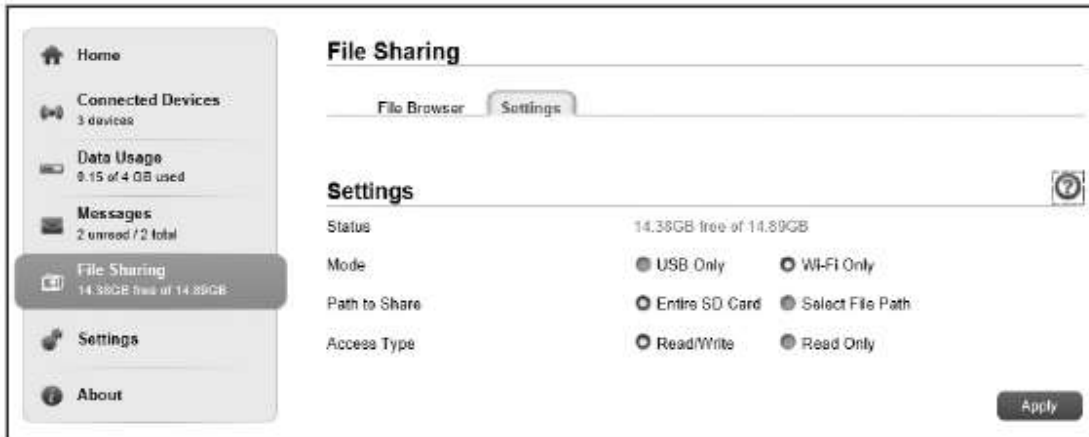 Home
Connected Devices
3 devices
Data Usage
0.15 of 4 GB used
Messages
2 unread / 2 total
File Sharing
14.38GB free of 14.89GB
Settings
About
File Sharing
File Browser Settings
Settings
Status 14.38GB free of 14.89GB
Mode USB Only Wi-Fi Only
Path to Share Entire SD Card Select File Path
Access Type Read/Write Read Only
Apply